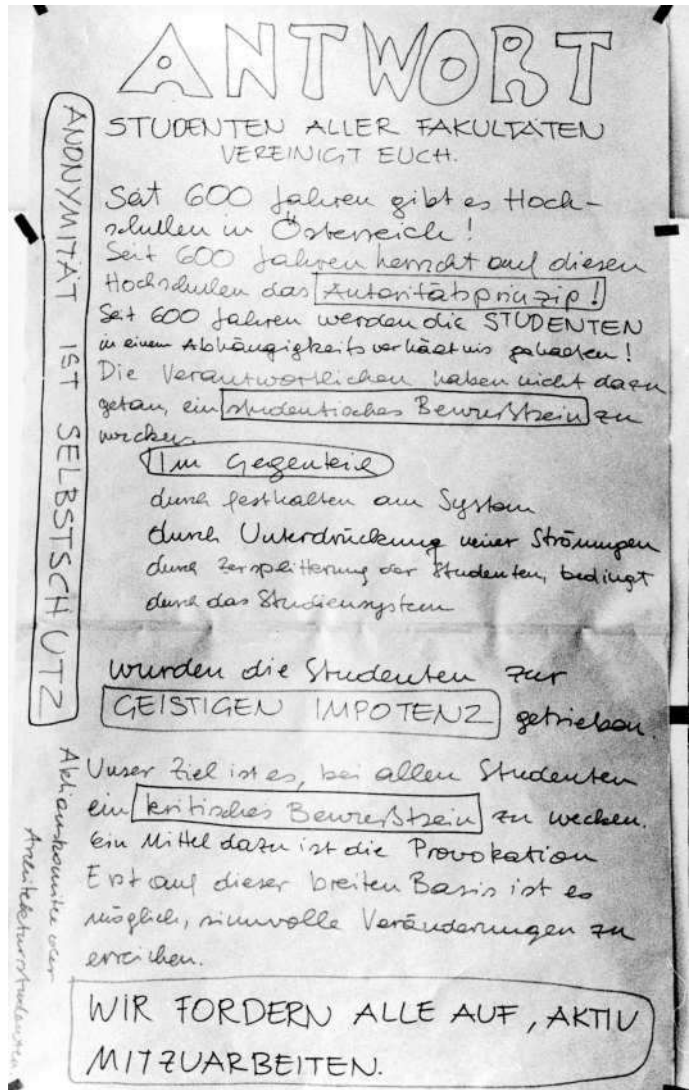 ANTWORT
STUDENTEN ALLER FAKULTÄTEN
VEREINIGT EUCH.
Seit 600 Jahren gibt es Hoch-
schulen in Österreich!
Seit 600 Jahren herrscht auf diesen
Hochschulen das Autoritätsprinzip!
Seit 600 Jahren werden die STUDENTEN
in einem Abhängigkeitsverhältnis gehalten!
Die Verantwortlichen haben nicht dazu
getan, ein studentisches Bewußtsein zu
wecken.
Im Gegenteil
durch festhalten am System
durch Unterdrückung neuer Strömungen
durch Zersplitterung der Studenten, bedingt
durch das Studiensystem
wurden die Studenten zur
GEISTIGEN IMPOTENZ getrieben.
Unser Ziel ist es, bei allen Studenten
ein kritisches Bewußtsein zu wecken.
Ein Mittel dazu ist die Provokation
Erst auf dieser breiten Basis ist es
möglich, sinnvolle Veränderungen zu
erreichen.
WIR FORDERN ALLE AUF, AKTIV
MITZUARBEITEN.
ANONYMITÄT IST SELBSTSCHUTZ
Aktionskomitee der
Architekturstudenten.